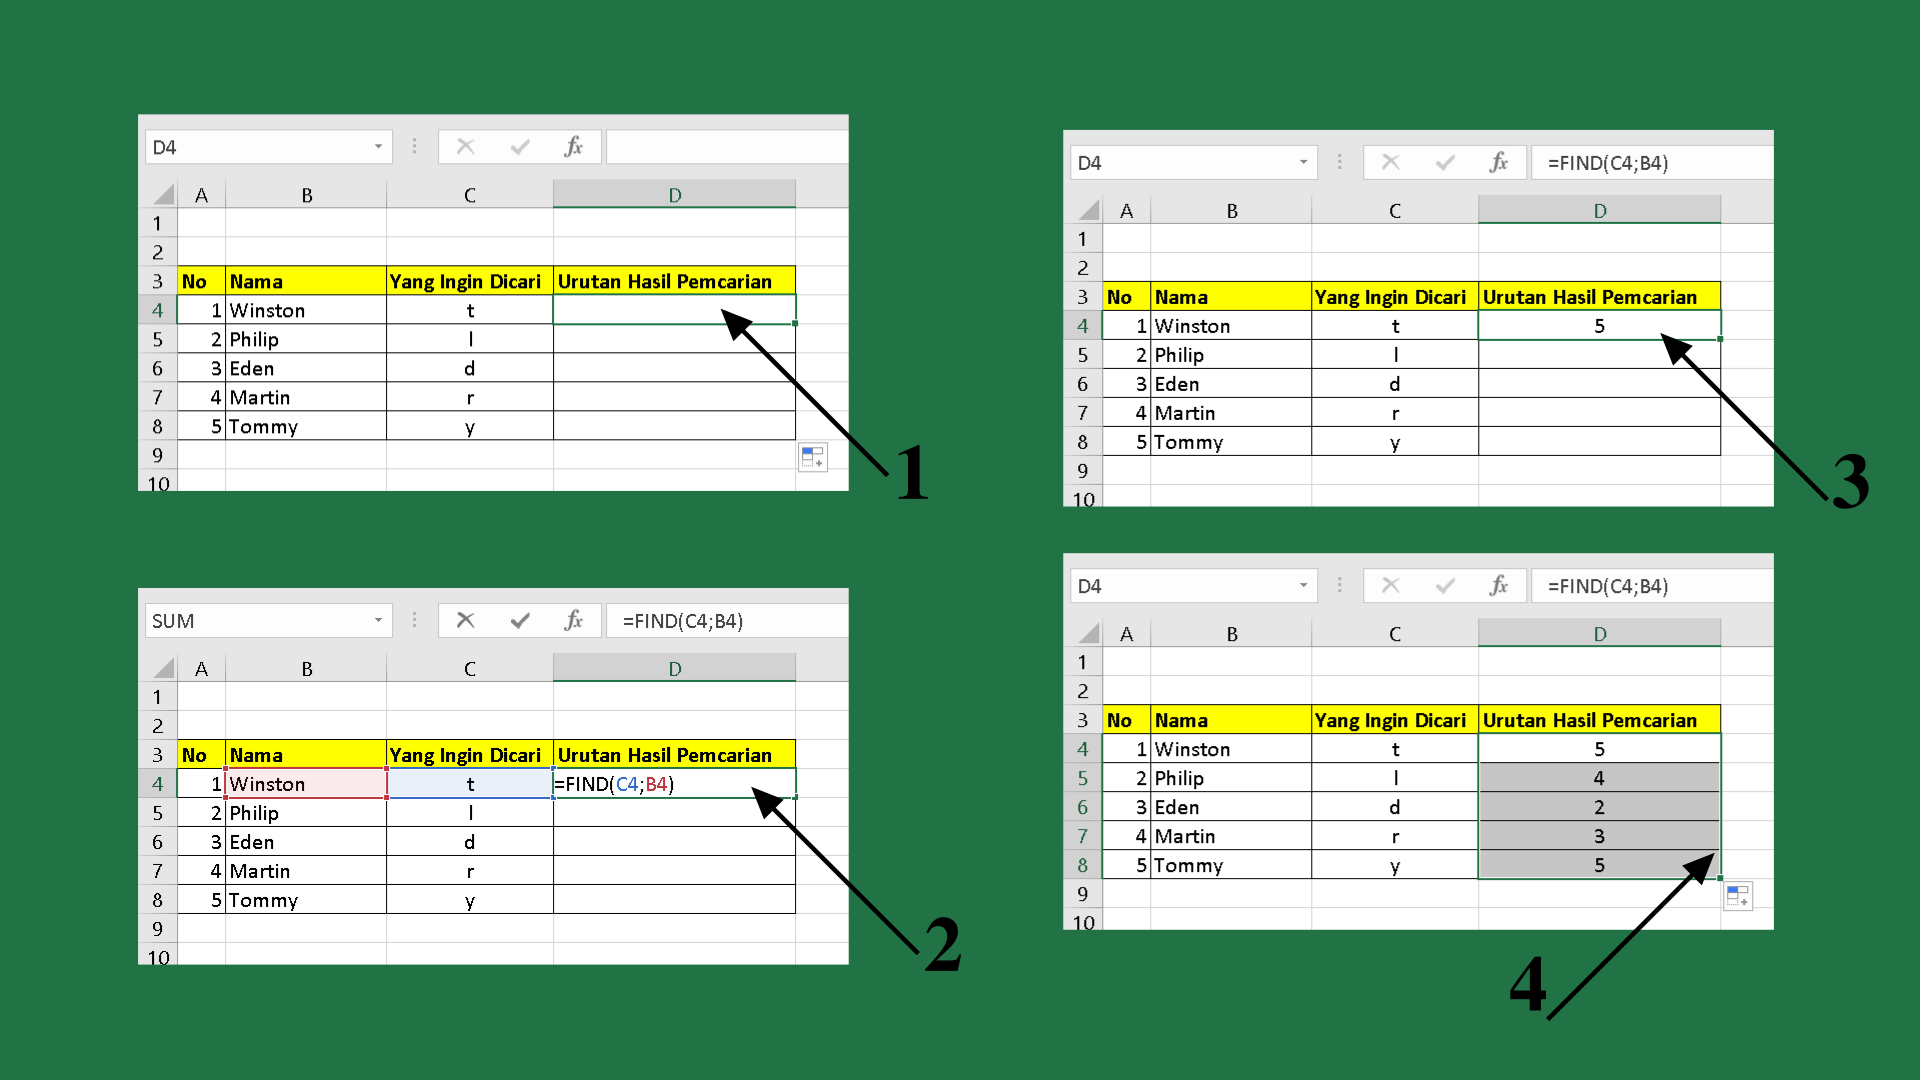 D4 fx
A B C D
1
2
3 No Nama Yang Ingin Dicari Urutan Hasil Pemcarian
4 1 Winston t
5 2 Philip l
6 3 Eden d
7 4 Martin r
8 5 Tommy y
9
10
1
SUM fx =FIND(C4;B4)
A B C D
1
2
3 No Nama Yang Ingin Dicari Urutan Hasil Pemcarian
4 1 Winston t =FIND(C4;B4)
5 2 Philip l
6 3 Eden d
7 4 Martin r
8 5 Tommy y
9
10
2
D4 fx =FIND(C4;B4)
A B C D
1
2
3 No Nama Yang Ingin Dicari Urutan Hasil Pemcarian
4 1 Winston t 5
5 2 Philip l
6 3 Eden d
7 4 Martin r
8 5 Tommy y
9
10
3
D4 fx =FIND(C4;B4)
A B C D
1
2
3 No Nama Yang Ingin Dicari Urutan Hasil Pemcarian
4 1 Winston t 5
5 2 Philip l 4
6 3 Eden d 2
7 4 Martin r 3
8 5 Tommy y 5
9
10
4